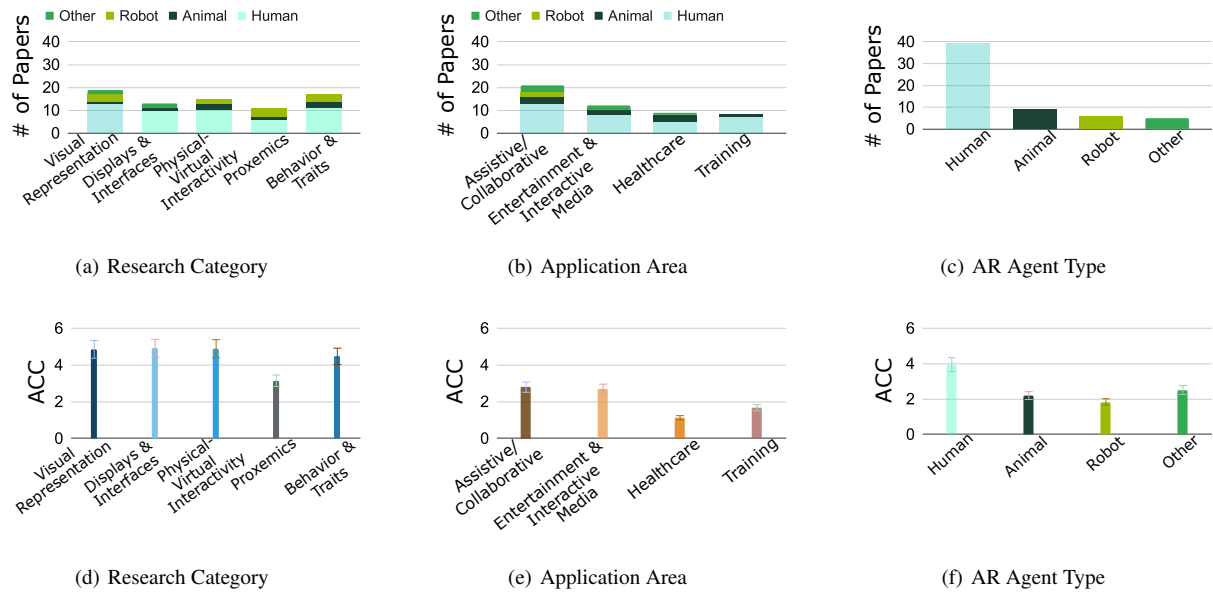 Other Robot Animal Human
# of Papers
40
30
20
10
0
Visual
Representation
Displays &
Interfaces
Physical-
Virtual
Interactivity
Proxemics
Behavior &
Traits
(a) Research Category
Other Robot Animal Human
# of Papers
40
30
20
10
0
Assistive/
Collaborative
Entertainment &
Interactive
Media
Healthcare
Training
(b) Application Area
# of Papers
40
30
20
10
0
Human
Animal
Robot
Other
(c) AR Agent Type
ACC
6
4
2
0
Visual
Representation
Displays &
Interfaces
Physical-
Virtual
Interactivity
Proxemics
Behavior &
Traits
(d) Research Category
ACC
6
4
2
0
Assistive/
Collaborative
Entertainment &
Interactive
Media
Healthcare
Training
(e) Application Area
ACC
6
4
2
0
Human
Animal
Robot
Other
(f) AR Agent Type